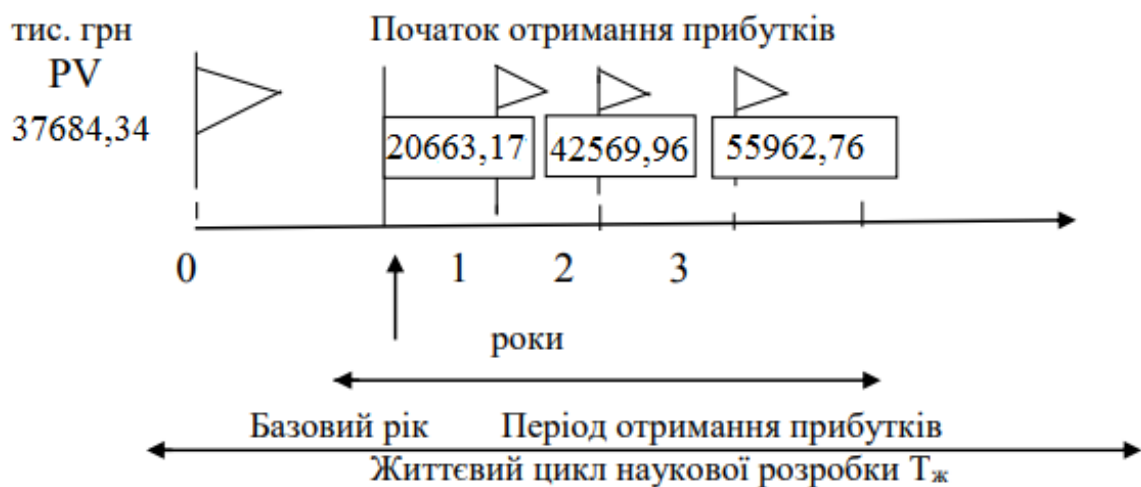 тис. грн
Початок отримання прибутків
PV
37684,34
20663,17 42569,96 55962,76
0 1 2 3
роки
Базовий рік Період отримання прибутків
Життєвий цикл наукової розробки Tж